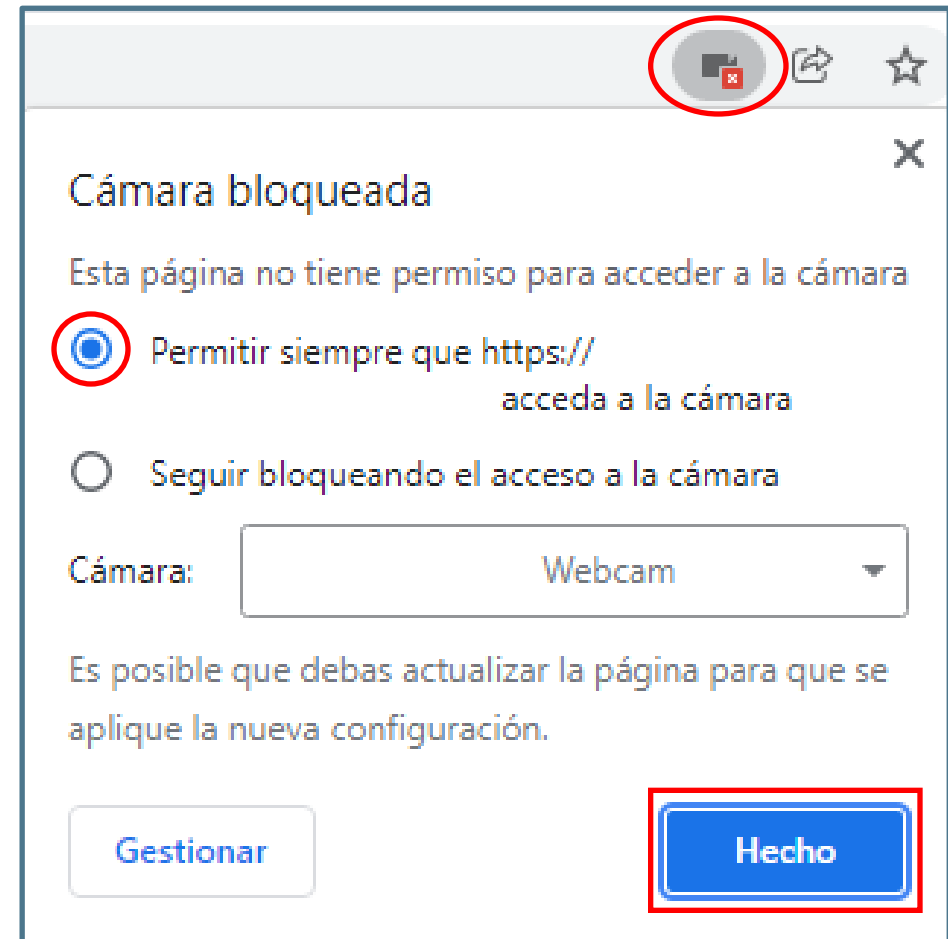 Cámara bloqueada
Esta página no tiene permiso para acceder a la cámara
Permitir siempre que https://
acceda a la cámara
Seguir bloqueando el acceso a la cámara
Cámara:
Webcam
Es posible que debas actualizar la página para que se
aplique la nueva configuración.
Gestionar
Hecho